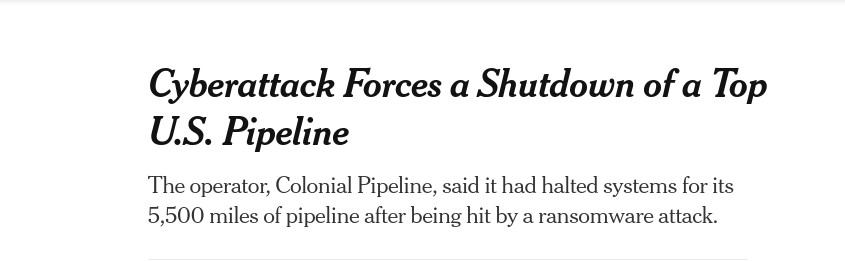 Cyberattack Forces a Shutdown of a Top
U.S. Pipeline
The operator, Colonial Pipeline, said it had halted systems for its
5,500 miles of pipeline after being hit by a ransomware attack.